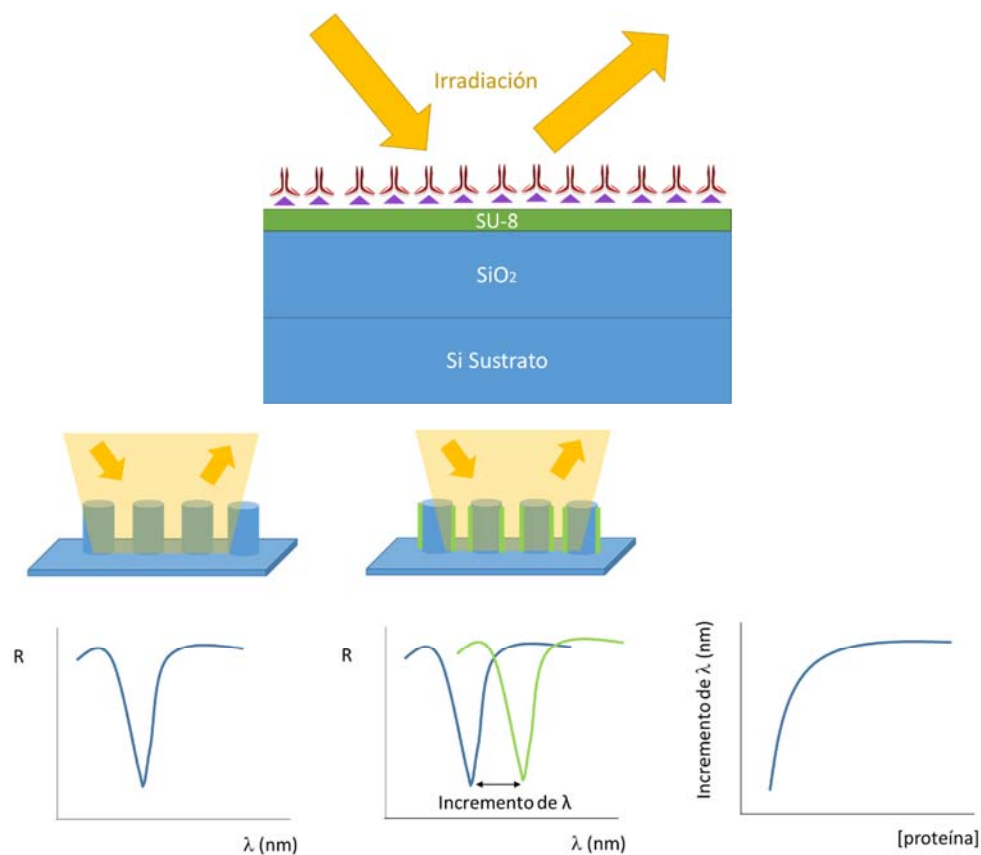 Irradiación
SU-8
SiO₂
Si Sustrato
R
λ (nm)
R
Incremento de λ
λ (nm)
Incremento de λ (nm)
[proteína]